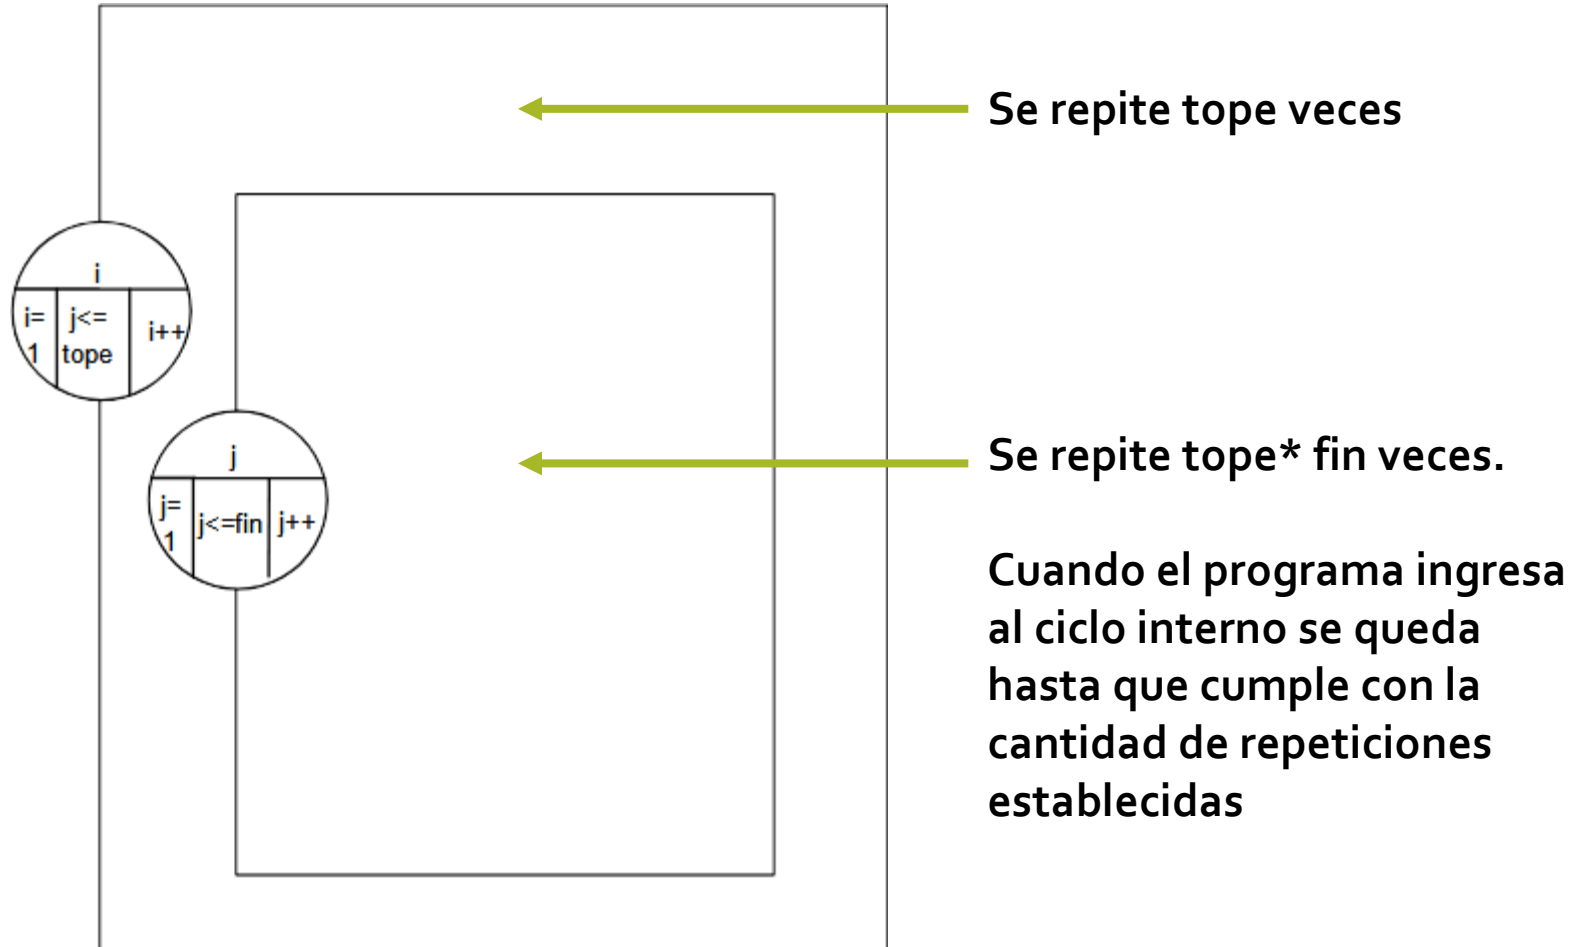 Se repite tope veces
i
i=
1
j<=
tope
i++
j
j=
1
j<=fin
j++
Se repite tope* fin veces.
Cuando el programa ingresa
al ciclo interno se queda
hasta que cumple con la
cantidad de repeticiones
establecidas